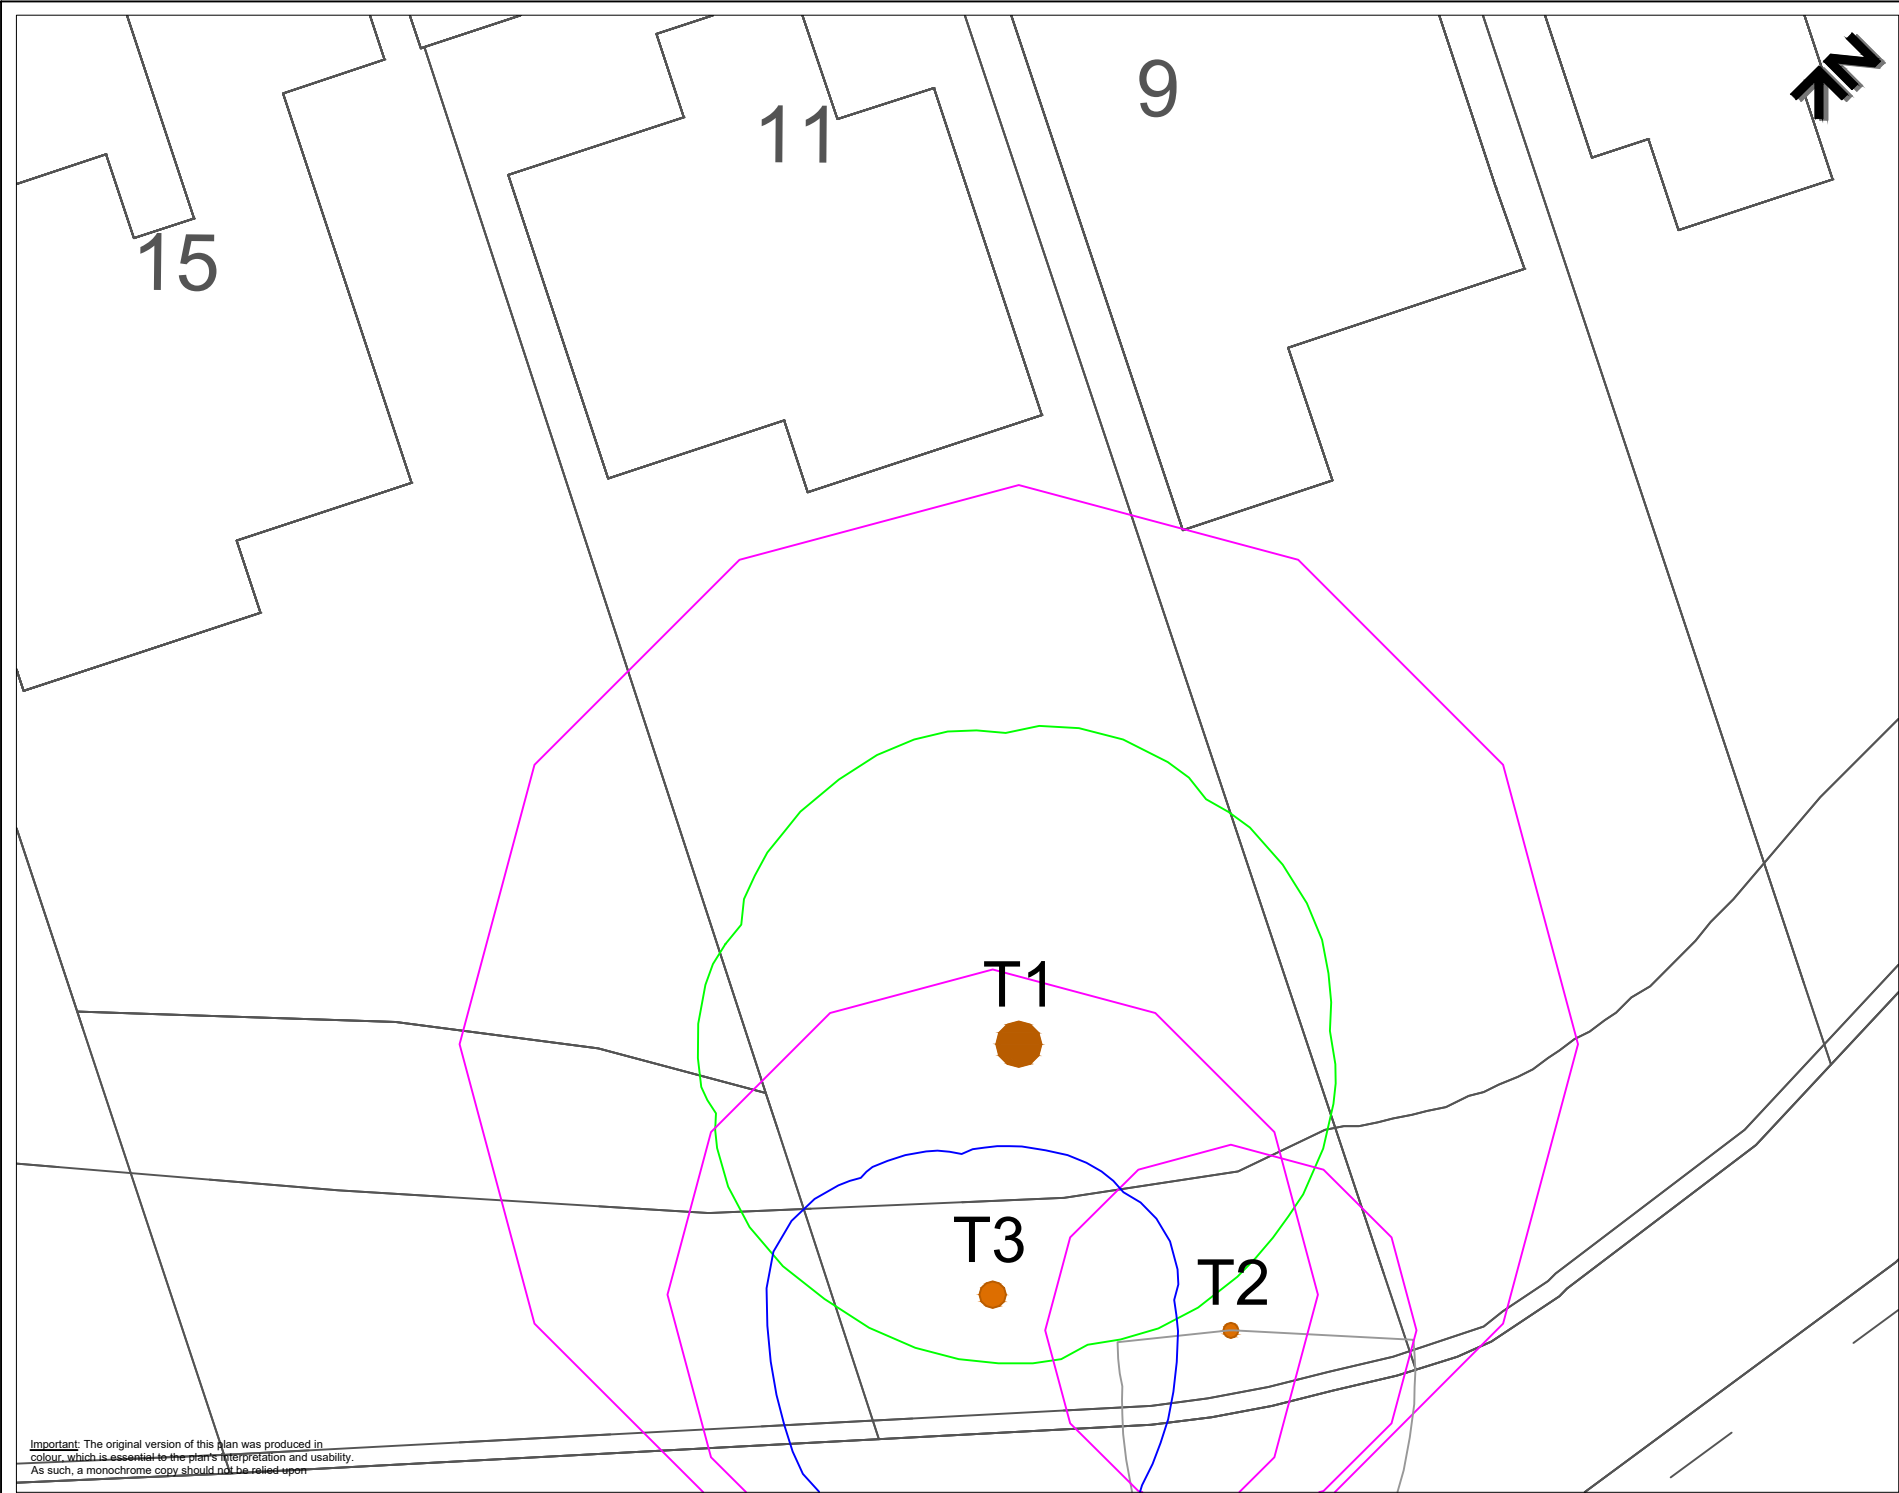 N
9
11
15
T1
T3
T2
Important: The original version of this plan was produced in
colour, which is essential to the plan's interpretation and usability.
As such, a monochrome copy should not be relied upon